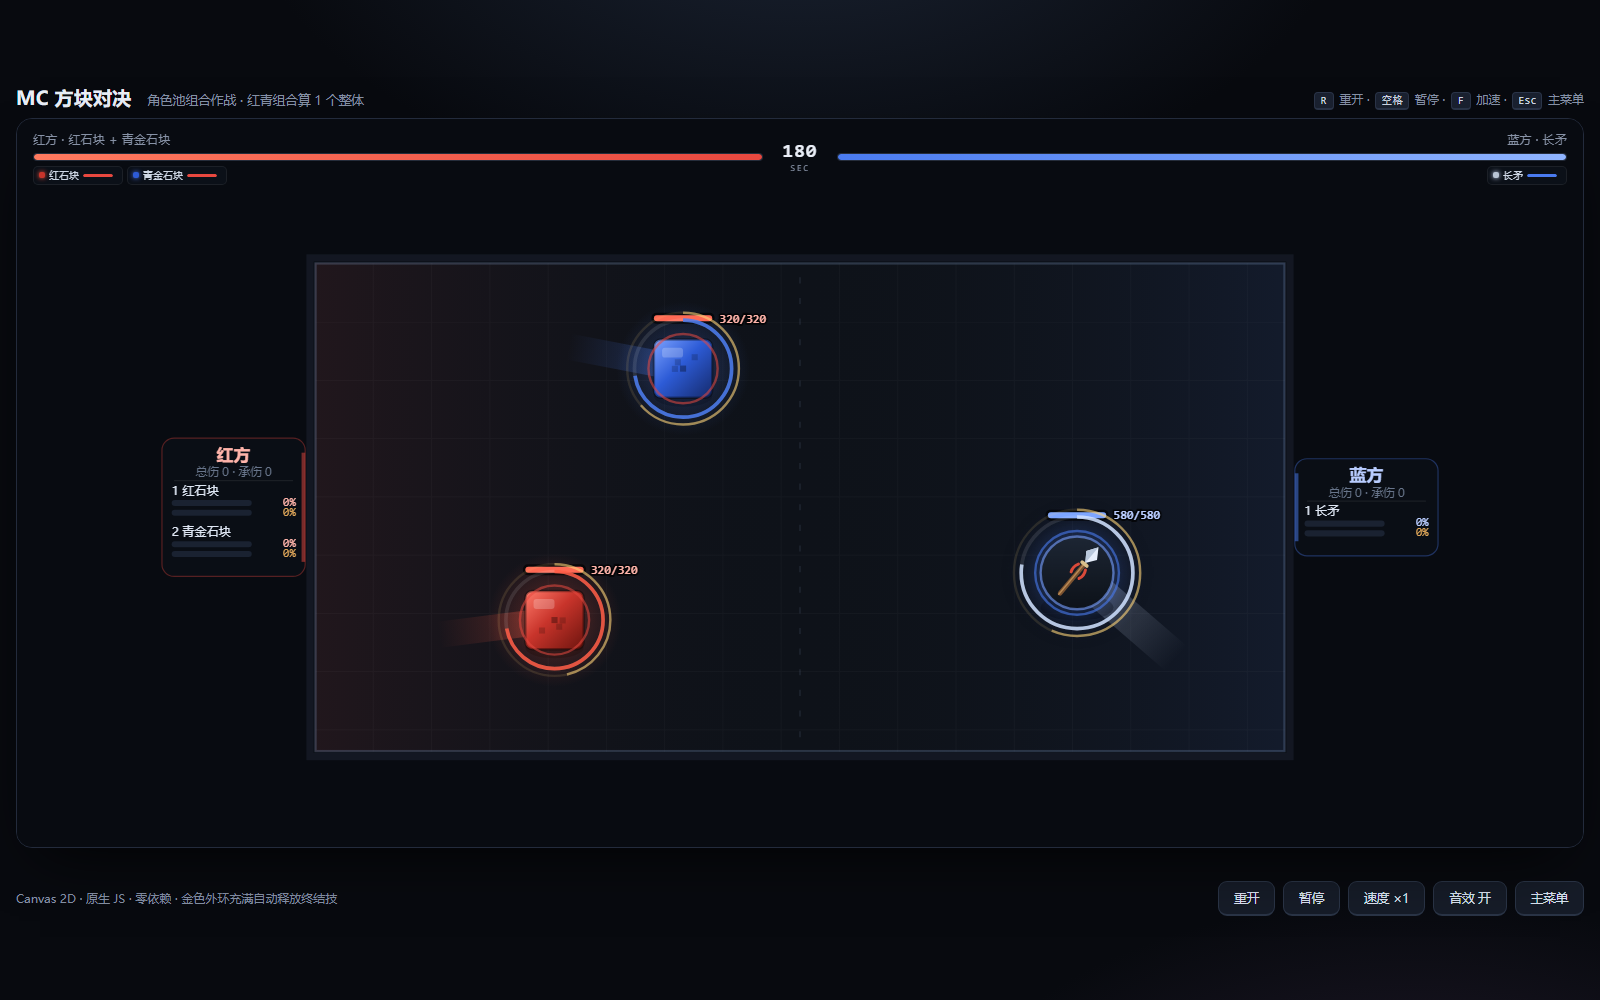 MC 方块对决 角色池组合作战 · 红青组合算 1 个整体
R 重开 · 空格 暂停 · F 加速 · Esc 主菜单
红方 · 红石块 + 青金石块
180
SEC
蓝方 · 长矛
红石块 青金石块
长矛
320/320
580/580
320/320
红方
总伤 0 · 承伤 0
1 红石块
0%
0%
2 青金石块
0%
0%
蓝方
总伤 0 · 承伤 0
1 长矛
0%
0%
Canvas 2D · 原生 JS · 零依赖 · 金色外环充满自动释放终结技
重开 暂停 速度 ×1 音效 开 主菜单